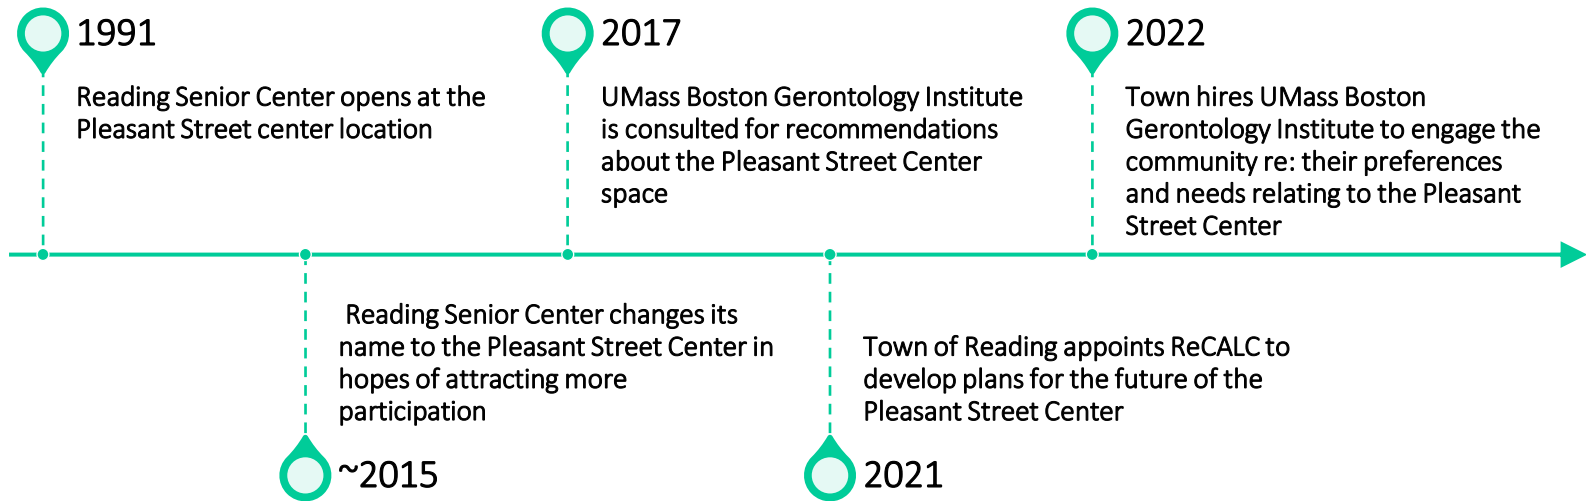 1991
Reading Senior Center opens at the
Pleasant Street center location
~2015
Reading Senior Center changes its
name to the Pleasant Street Center in
hopes of attracting more
participation
2017
UMass Boston Gerontology Institute
is consulted for recommendations
about the Pleasant Street Center
space
2021
Town of Reading appoints ReCALC to
develop plans for the future of the
Pleasant Street Center
2022
Town hires UMass Boston
Gerontology Institute to engage the
community re: their preferences
and needs relating to the Pleasant
Street Center